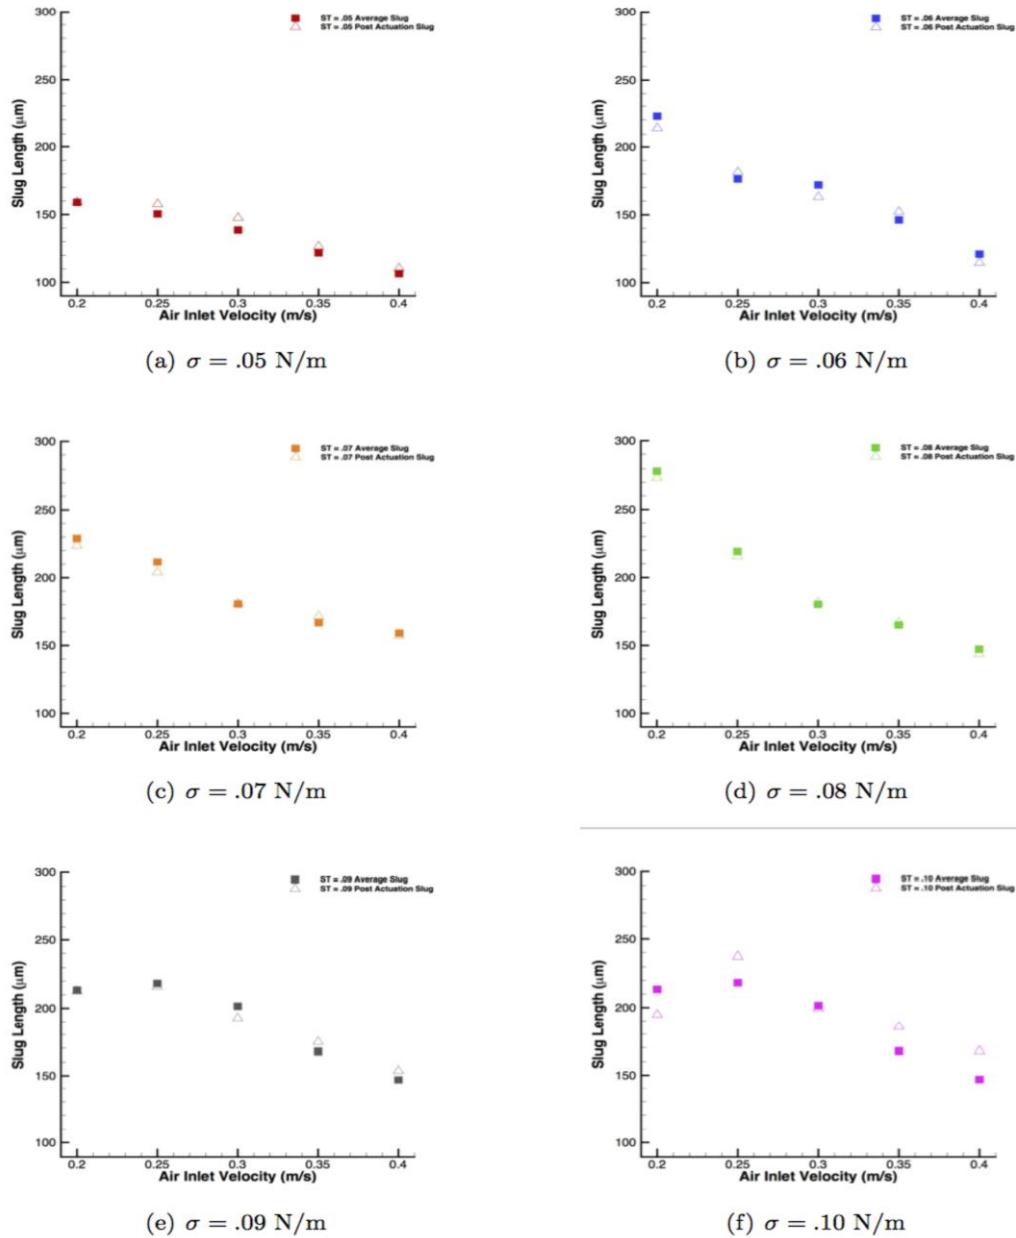 300
250
200
150
100
Slug Length (μm)
ST = .05 Average Slug
ST = .05 Post Actuation Slug
0.2 0.25 0.3 0.35 0.4
Air Inlet Velocity (m/s)
(a) σ = .05 N/m
300
250
200
150
100
Slug Length (μm)
ST = .06 Average Slug
ST = .06 Post Actuation Slug
0.2 0.25 0.3 0.35 0.4
Air Inlet Velocity (m/s)
(b) σ = .06 N/m
300
250
200
150
100
Slug Length (μm)
ST = .07 Average Slug
ST = .07 Post Actuation Slug
0.2 0.25 0.3 0.35 0.4
Air Inlet Velocity (m/s)
(c) σ = .07 N/m
300
250
200
150
100
Slug Length (μm)
ST = .08 Average Slug
ST = .08 Post Actuation Slug
0.2 0.25 0.3 0.35 0.4
Air Inlet Velocity (m/s)
(d) σ = .08 N/m
300
250
200
150
100
Slug Length (μm)
ST = .09 Average Slug
ST = .09 Post Actuation Slug
0.2 0.25 0.3 0.35 0.4
Air Inlet Velocity (m/s)
(e) σ = .09 N/m
300
250
200
150
100
Slug Length (μm)
ST = .10 Average Slug
ST = .10 Post Actuation Slug
0.2 0.25 0.3 0.35 0.4
Air Inlet Velocity (m/s)
(f) σ = .10 N/m